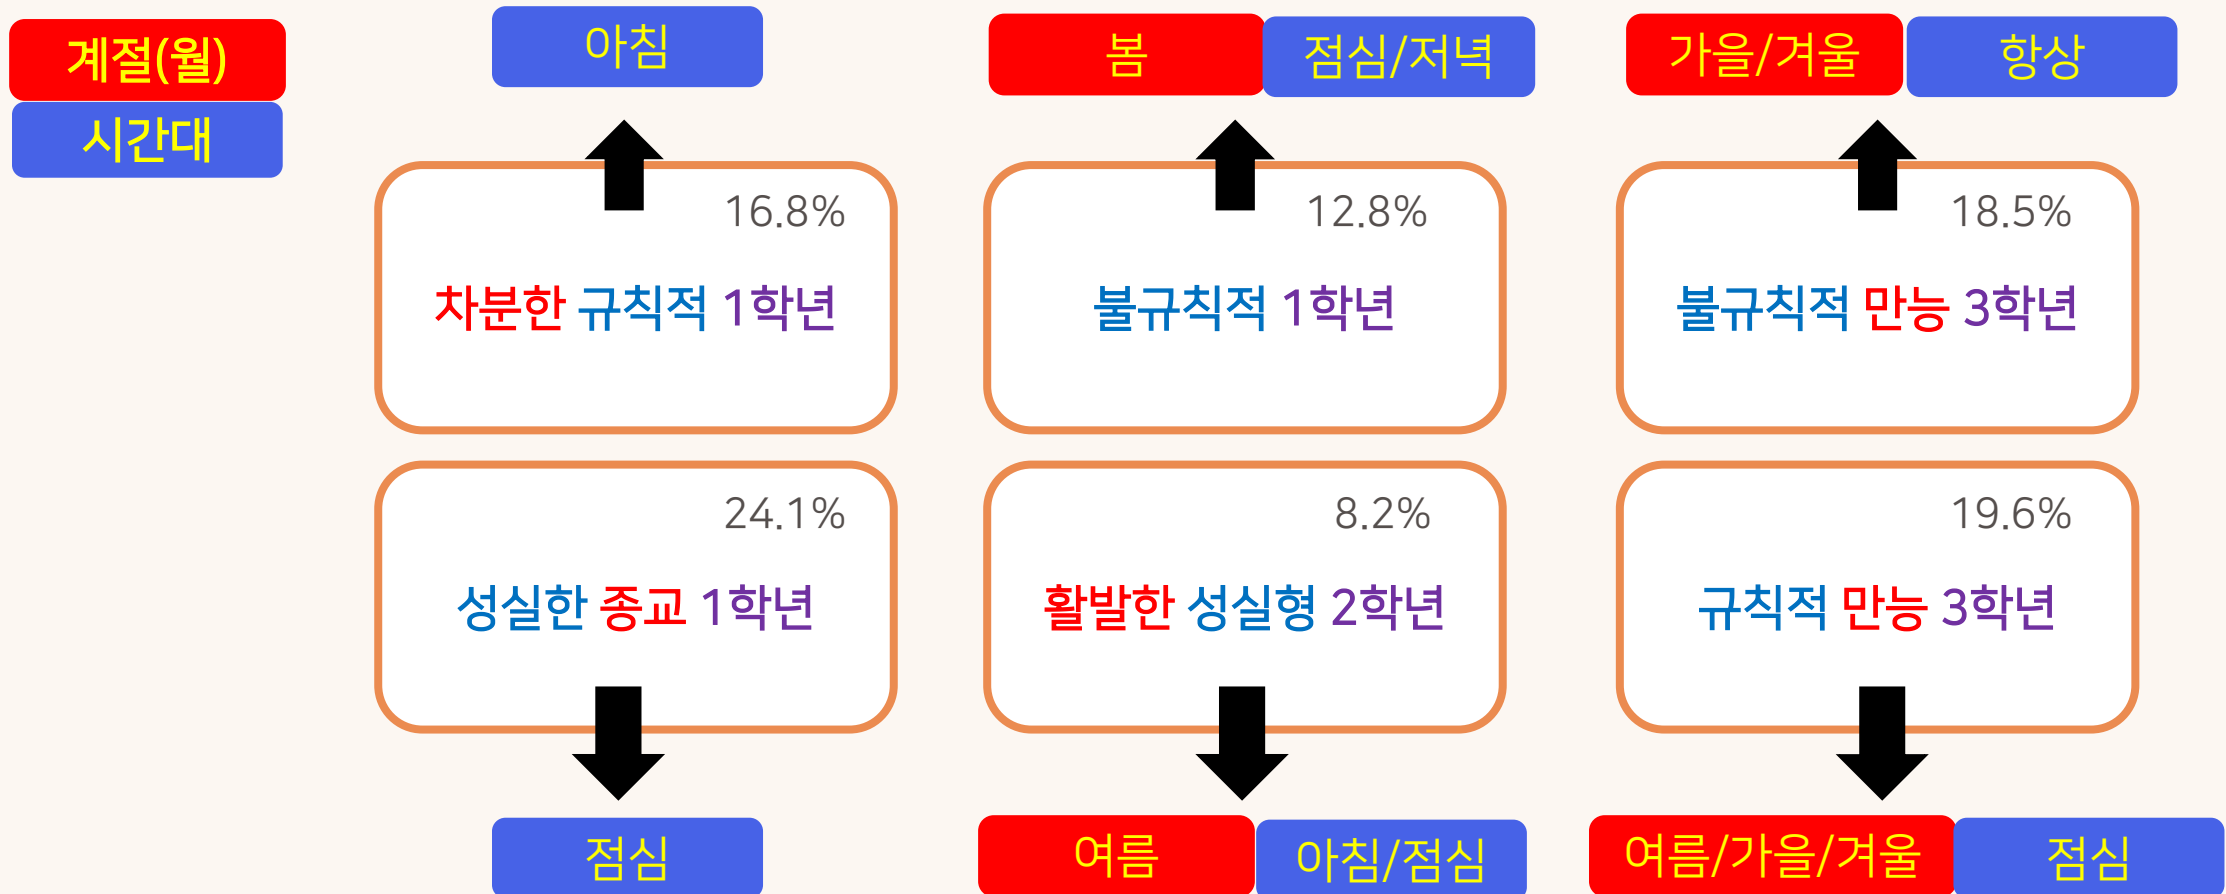 계절(월)
시간대
아침
봄 점심/저녁
가을/겨울 항상
16.8%
차분한 규칙적 1학년
12.8%
불규칙적 1학년
18.5%
불규칙적 만능 3학년
24.1%
성실한 종교 1학년
8.2%
활발한 성실형 2학년
19.6%
규칙적 만능 3학년
점심
여름 아침/점심
여름/가을/겨울 점심